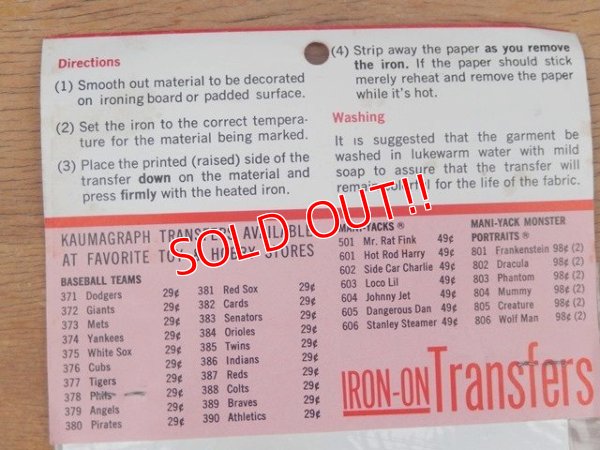 Directions
(1) Smooth out material to be decorated
on ironing board or padded surface.
(2) Set the iron to the correct tempera-
ture for the material being marked.
(3) Place the printed (raised) side of the
transfer down on the material and
press firmly with the heated iron.
(4) Strip away the paper as you remove
the iron. If the paper should stick
merely reheat and remove the paper
while it's hot.
Washing
It is suggested that the garment be
washed in lukewarm water with mild
soap to assure that the transfer will
remain colorful for the life of the fabric.
SOLD OUT!!
KAUMAGRAPH TRANSFERS AVAILABLE
AT FAVORITE TOY & HOBBY STORES
BASEBALL TEAMS
371 Dodgers 29¢
372 Giants 29¢
373 Mets 29¢
374 Yankees 29¢
375 White Sox 29¢
376 Cubs 29¢
377 Tigers 29¢
378 Phils 29¢
379 Angels 29¢
380 Pirates 29¢
381 Red Sox 29¢
382 Cards 29¢
383 Senators 29¢
384 Orioles 29¢
385 Twins 29¢
386 Indians 29¢
387 Reds 29¢
388 Colts 29¢
389 Braves 29¢
390 Athletics 29¢
MANI-YACKS ®
501 Mr. Rat Fink 49¢
601 Hot Rod Harry 49¢
602 Side Car Charlie 49¢
603 Loco Lil 49¢
604 Johnny Jet 49¢
605 Dangerous Dan 49¢
606 Stanley Steamer 49¢
MANI-YACK MONSTER
PORTRAITS ®
801 Frankenstein 98¢ (2)
802 Dracula 98¢ (2)
803 Phantom 98¢ (2)
804 Mummy 98¢ (2)
805 Creature 98¢ (2)
806 Wolf Man 98¢ (2)
IRON-ON Transfers